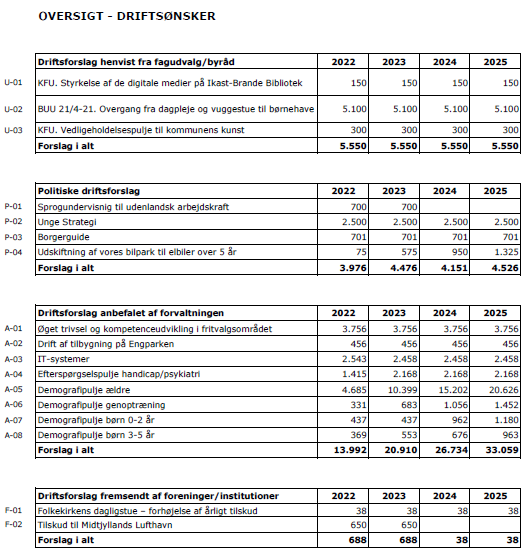 OVERSIGT - DRIFTSØNSKER
Driftsforslag henvist fra fagudvalg/byråd 2022 2023 2024 2025
U-01 KFU. Styrkelse af de digitale medier på Ikast-Brande Bibliotek 150 150 150 150
U-02 BUU 21/4-21. Overgang fra dagpleje og vuggestue til børnehave 5.100 5.100 5.100 5.100
U-03 KFU. Vedligeholdelsespulje til kommunens kunst 300 300 300 300
Forslag i alt 5.550 5.550 5.550 5.550
Politiske driftsforslag 2022 2023 2024 2025
P-01 Sprogundervisnig til udenlandsk arbejdskraft 700 700
P-02 Unge Strategi 2.500 2.500 2.500 2.500
P-03 Borgerguide 701 701 701 701
P-04 Udskiftning af vores bilpark til elbiler over 5 år 75 575 950 1.325
Forslag i alt 3.976 4.476 4.151 4.526
Driftsforslag anbefalet af forvaltningen 2022 2023 2024 2025
A-01 Øget trivsel og kompetenceudvikling i fritvalgsområdet 3.756 3.756 3.756 3.756
A-02 Drift af tilbygning på Engparken 456 456 456 456
A-03 IT-systemer 2.543 2.458 2.458 2.458
A-04 Efterspørgselspulje handicap/psykiatri 1.415 2.168 2.168 2.168
A-05 Demografipulje ældre 4.685 10.399 15.202 20.626
A-06 Demografipulje genoptræning 331 683 1.056 1.452
A-07 Demografipulje børn 0-2 år 437 437 962 1.180
A-08 Demografipulje børn 3-5 år 369 553 676 963
Forslag i alt 13.992 20.910 26.734 33.059
Driftsforslag fremsendt af foreninger/institutioner 2022 2023 2024 2025
F-01 Folkekirkens dagligstue – forhøjelse af årligt tilskud 38 38 38 38
F-02 Tilskud til Midtjyllands Lufthavn 650 650
Forslag i alt 688 688 38 38